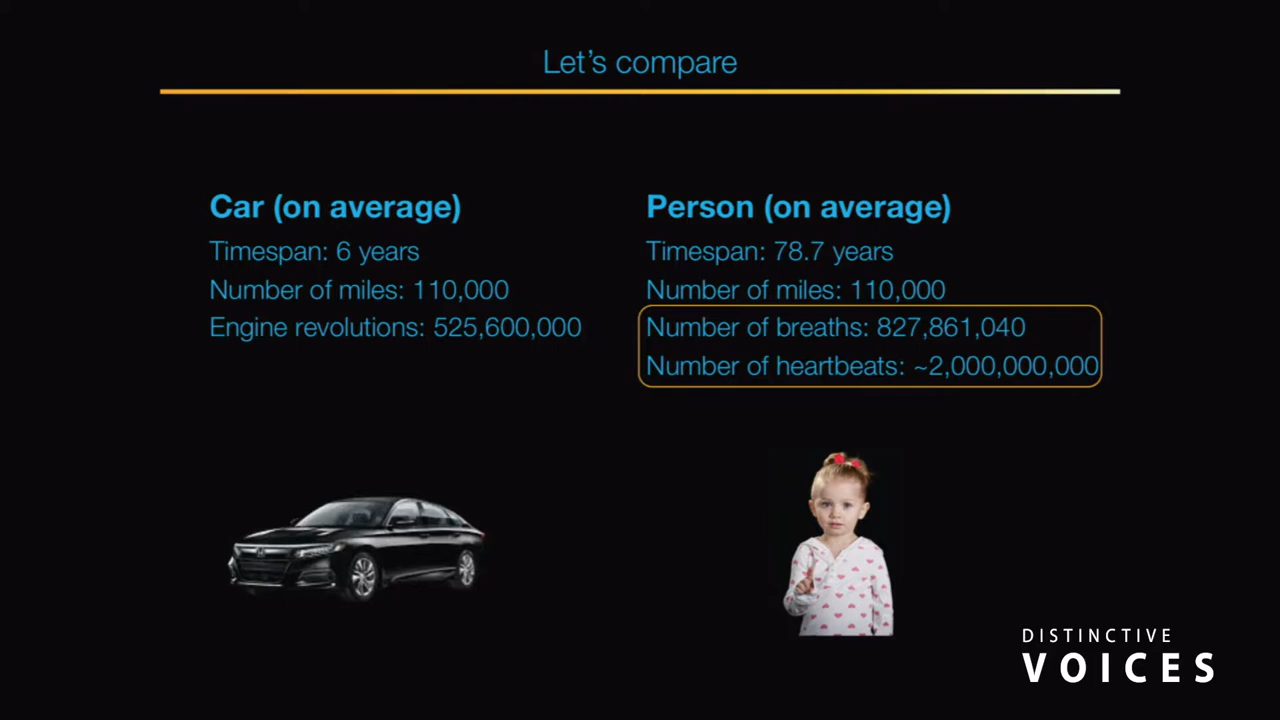 Let’s compare
Car (on average)
Timespan: 6 years
Number of miles: 110,000
Engine revolutions: 525,600,000
Person (on average)
Timespan: 78.7 years
Number of miles: 110,000
Number of breaths: 827,861,040
Number of heartbeats: ~2,000,000,000
DISTINCTIVE
VOICES